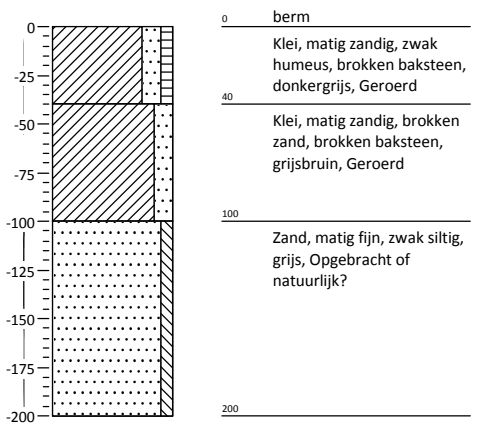 0
-25
-50
-75
-100
-125
-150
-175
-200
0 berm
Klei, matig zandig, zwak
humeus, brokken baksteen,
donkergrijs, Geroerd
40
Klei, matig zandig, brokken
zand, brokken baksteen,
grijsbruin, Geroerd
100
Zand, matig fijn, zwak siltig,
grijs, Opgebracht of
natuurlijk?
200